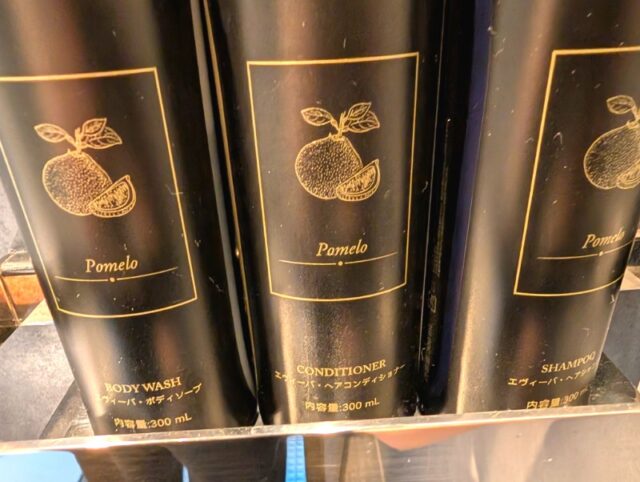 Pomelo
BODY WASH
ヴィーバ・ボディソープ
内容量:300 mL
Pomelo
CONDITIONER
エヴィーバ・ヘアコンディショナー
内容量:300 mL
Pomelo
SHAMPOO
エヴィーバ・ヘア
内容量:300